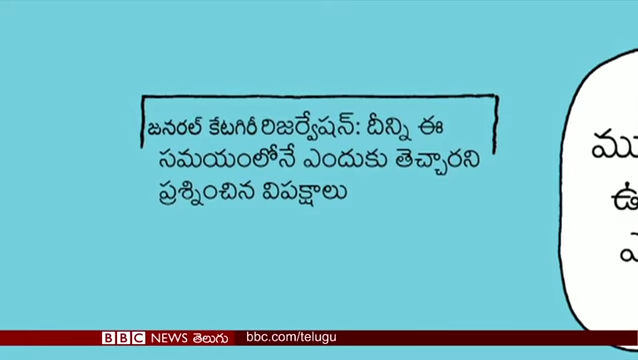 జనరల్ కేటగిరీ రిజర్వేషన్: దీన్ని ఈ
సమయంలోనే ఎందుకు తెచ్చారని
ప్రశ్నించిన విపక్షాలు
ము
ఉ
BBC NEWS తెలుగు bbc.com/telugu